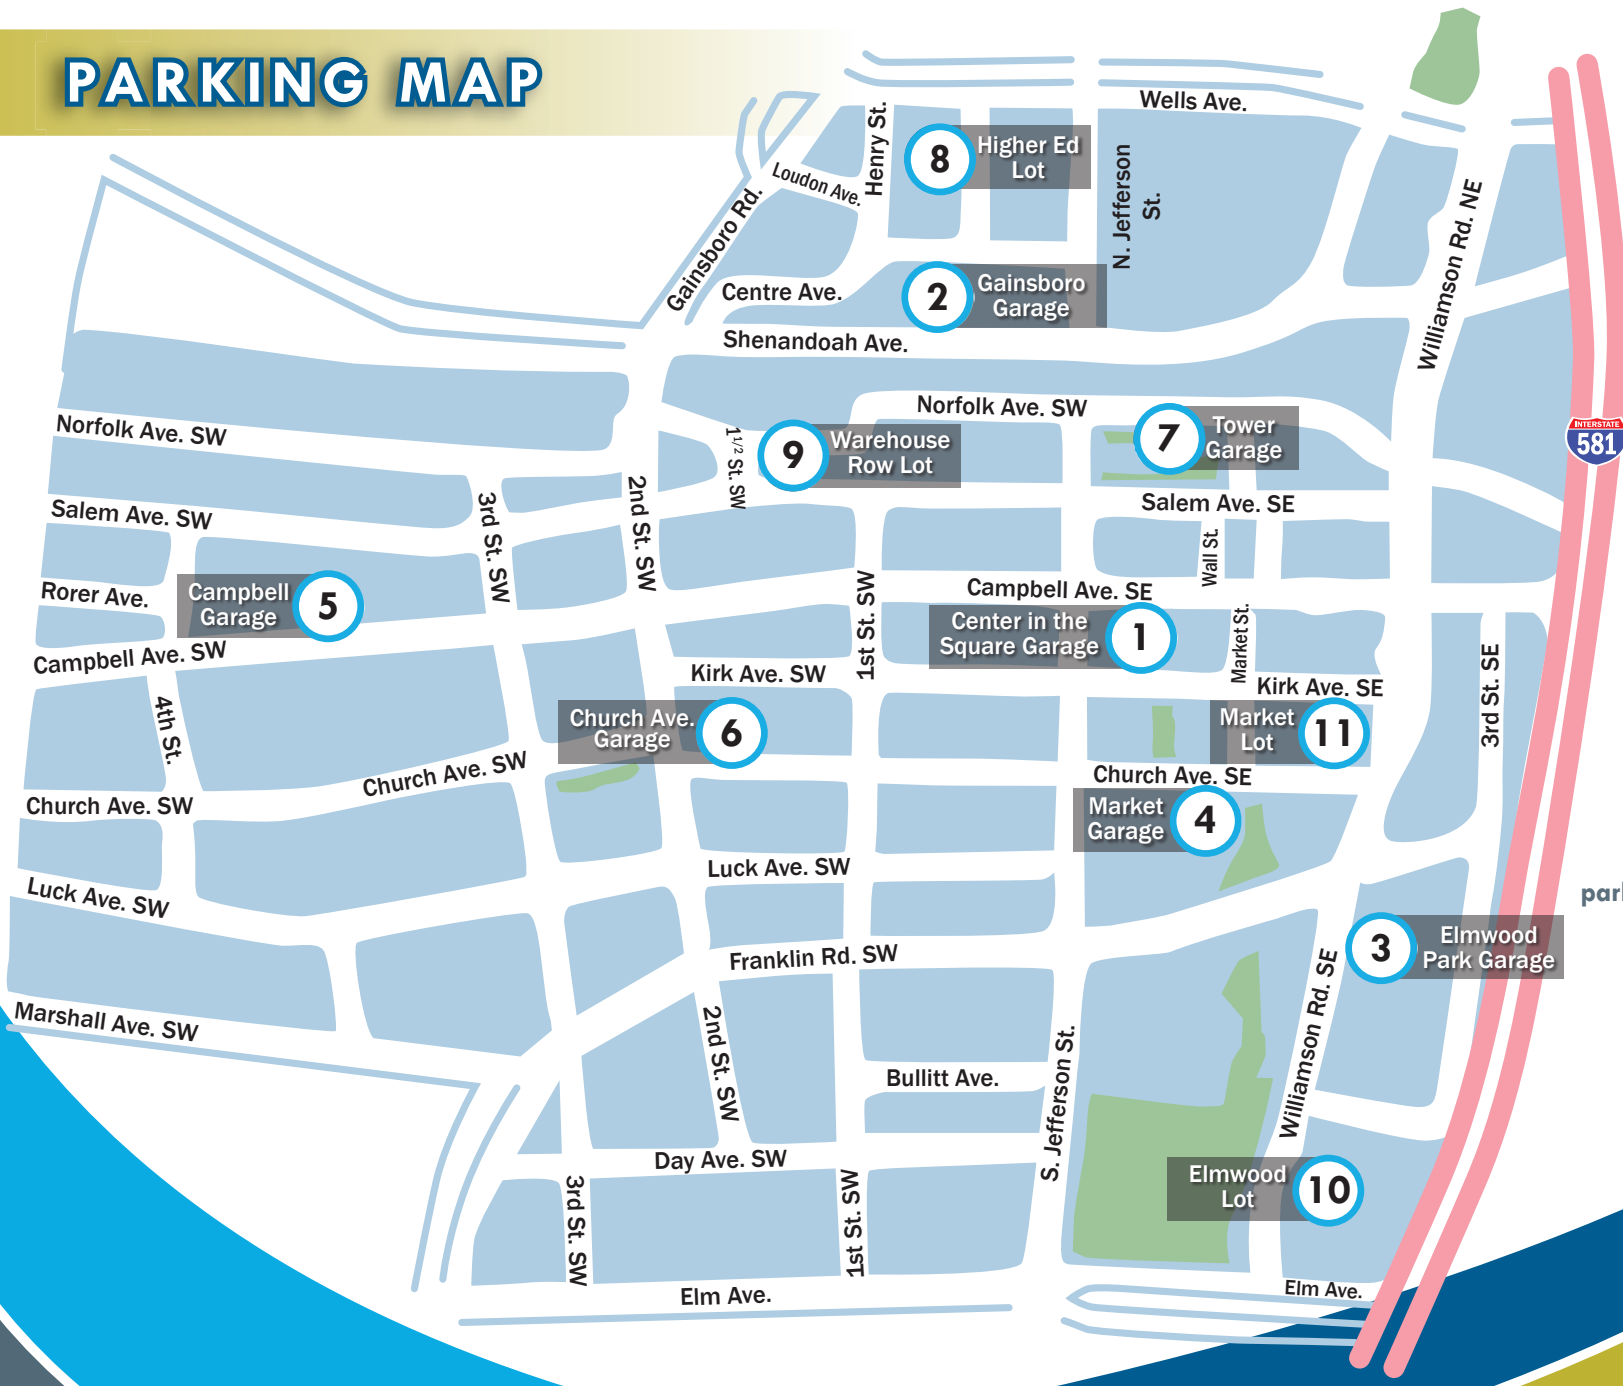 PARKING MAP
Wells Ave.
Henry St.
8
Higher Ed
Lot
N. Jefferson
St.
Loudon Ave.
Gainsboro Rd.
Williamson Rd. NE
Centre Ave.
2
Gainsboro
Garage
Shenandoah Ave.
Norfolk Ave. SW
Norfolk Ave. SW
1 1/2 St. SW
9
Warehouse
Row Lot
7
Tower
Garage
INTERSTATE
581
Salem Ave. SW
3rd St. SW
2nd St. SW
Salem Ave. SE
Wall St.
Rorer Ave.
Campbell
Garage
5
1st St. SW
Campbell Ave. SE
Center in the
Square Garage
1
Market St.
Campbell Ave. SW
Kirk Ave. SW
Kirk Ave. SE
3rd St. SE
4th St.
Church Ave.
Garage
6
Market
Lot
11
Church Ave. SW
Church Ave. SW
Church Ave. SE
Market
Garage
4
Luck Ave. SW
Luck Ave. SW
parl
Franklin Rd. SW
3
Elmwood
Park Garage
Williamson Rd. SE
Marshall Ave. SW
2nd St. SW
S. Jefferson St.
Bullitt Ave.
Day Ave. SW
Elmwood
Lot
10
3rd St. SW
1st St. SW
Elm Ave.
Elm Ave.